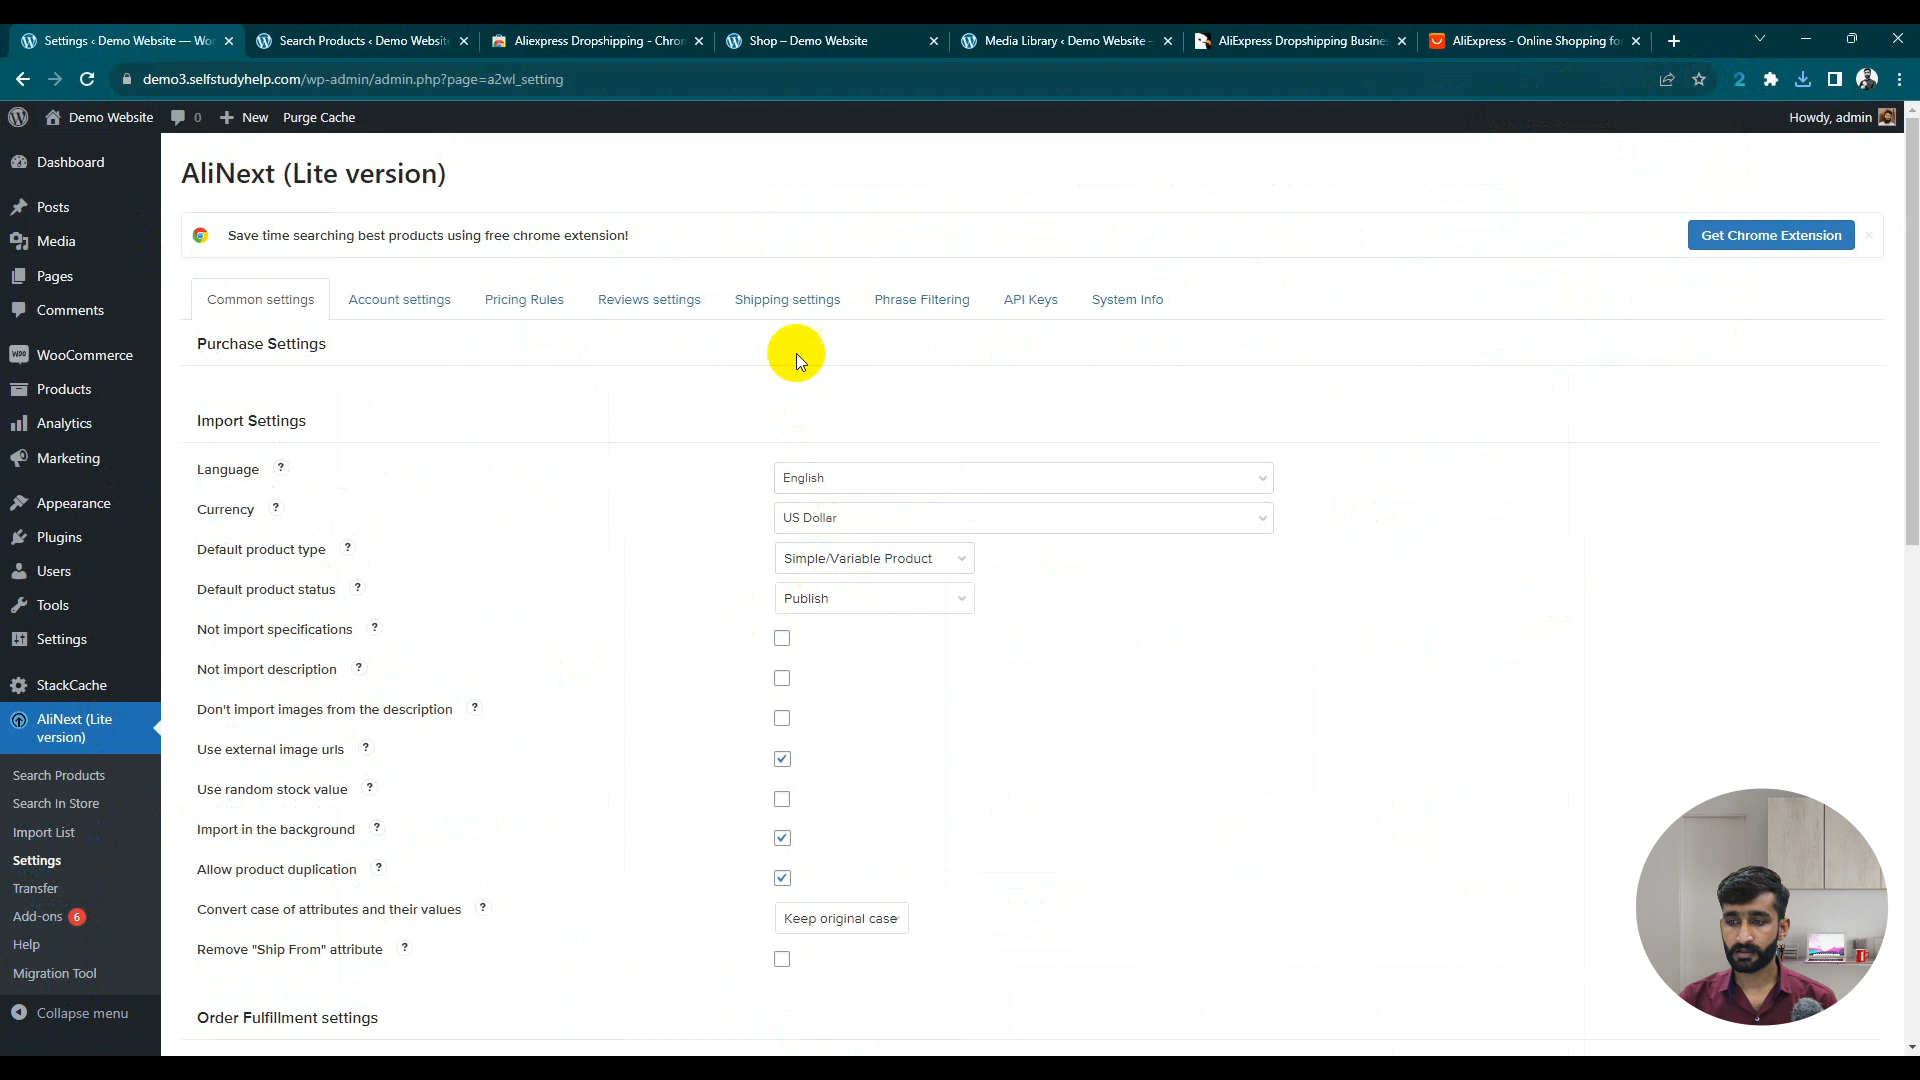 Settings ‹ Demo Website — Wo
Search Products ‹ Demo Websit
Aliexpress Dropshipping - Chro
Shop – Demo Website
Media Library ‹ Demo Website -
AliExpress Dropshipping Busine
AliExpress - Online Shopping fo
demo3.selfstudyhelp.com/wp-admin/admin.php?page=a2wl_setting
2
Demo Website
0
New
Purge Cache
Howdy, admin
Dashboard
Posts
Media
Pages
Comments
WooCommerce
Products
Analytics
Marketing
Appearance
Plugins
Users
Tools
Settings
StackCache
AliNext (Lite
version)
Search Products
Search In Store
Import List
Settings
Transfer
Add-ons 6
Help
Migration Tool
Collapse menu
AliNext (Lite version)
Save time searching best products using free chrome extension!
Get Chrome Extension
Common settings
Account settings
Pricing Rules
Reviews settings
Shipping settings
Phrase Filtering
API Keys
System Info
Purchase Settings
Import Settings
Language ?
English
Currency ?
US Dollar
Default product type ?
Simple/Variable Product
Default product status ?
Publish
Not import specifications ?
Not import description ?
Don't import images from the description ?
Use external image urls ?
Use random stock value ?
Import in the background ?
Allow product duplication ?
Convert case of attributes and their values ?
Keep original case
Remove "Ship From" attribute ?
Order Fulfillment settings